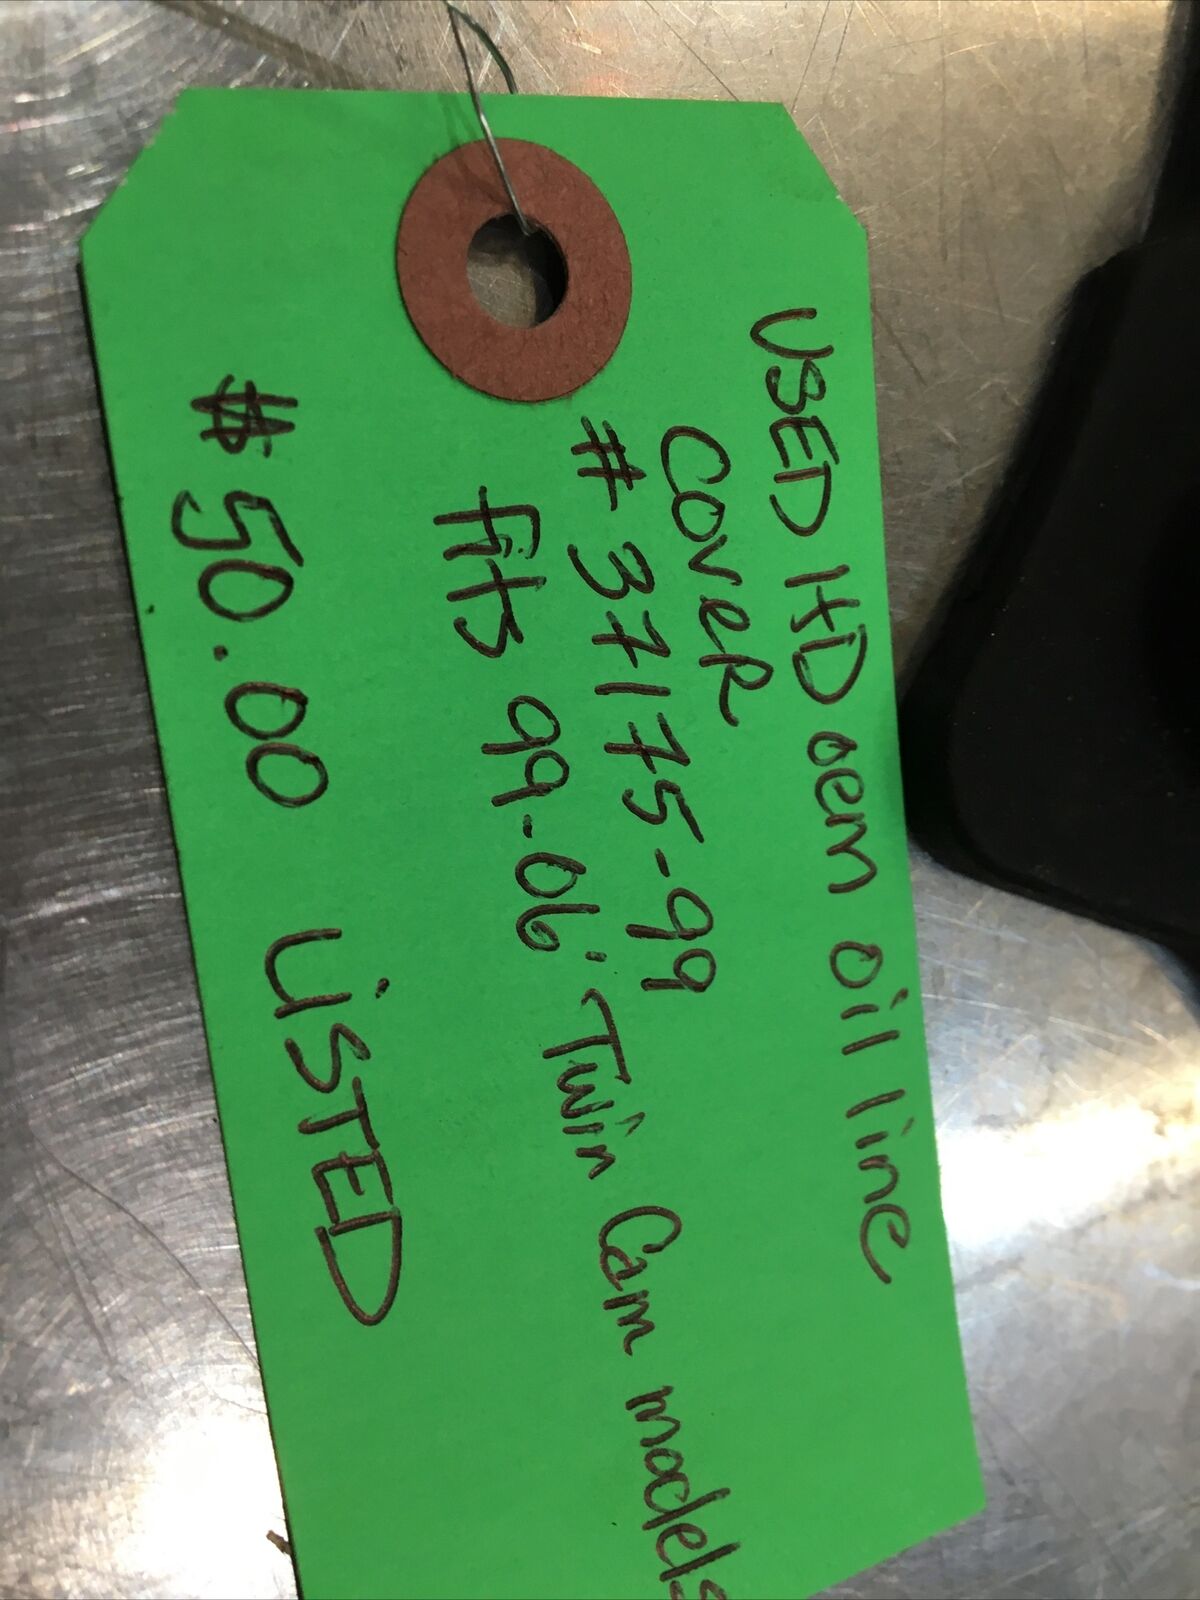 USED HD oem oil line
COVER
# 37175-99
fits 99-06' Twin Cam models
$50.00 LISTED